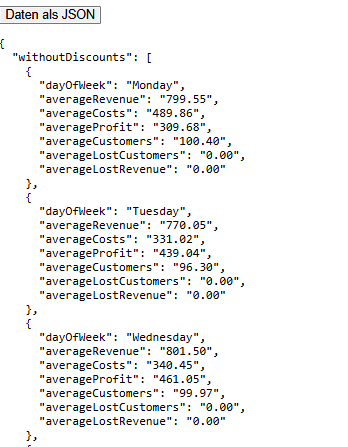 Daten als JSON
{
  "withoutDiscounts": [
    {
      "dayOfWeek": "Monday",
      "averageRevenue": "799.55",
      "averageCosts": "489.86",
      "averageProfit": "309.68",
      "averageCustomers": "100.40",
      "averageLostCustomers": "0.00",
      "averageLostRevenue": "0.00"
    },
    {
      "dayOfWeek": "Tuesday",
      "averageRevenue": "770.05",
      "averageCosts": "331.02",
      "averageProfit": "439.04",
      "averageCustomers": "96.30",
      "averageLostCustomers": "0.00",
      "averageLostRevenue": "0.00"
    },
    {
      "dayOfWeek": "Wednesday",
      "averageRevenue": "801.50",
      "averageCosts": "340.45",
      "averageProfit": "461.05",
      "averageCustomers": "99.97",
      "averageLostCustomers": "0.00",
      "averageLostRevenue": "0.00"
    },